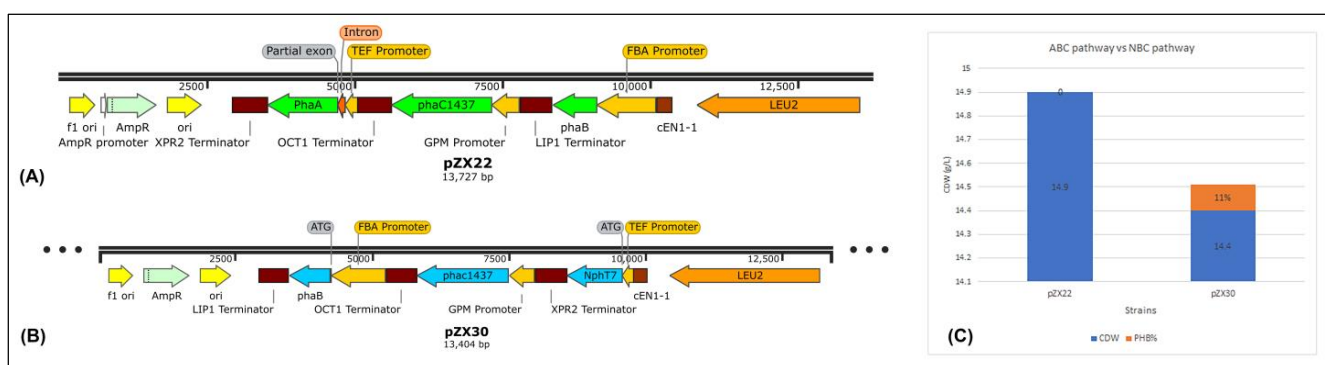 Intron
Partial exon TEF Promoter FBA Promoter
2500 5000 7500 10,000 12,500
PhaA phaC1437 LEU2
f1 ori AmpR ori OCT1 Terminator GPM Promoter phaB cEN1-1
AmpR promoter XPR2 Terminator LIP1 Terminator
pZX22
13,727 bp
(A)
ATG FBA Promoter ATG TEF Promoter
2500 5000 7500 10,000 12,500
phac1437 NphT7 LEU2
f1 ori AmpR ori phaB GPM Promoter cEN1-1
LIP1 Terminator OCT1 Terminator XPR2 Terminator
pZX30
13,404 bp
(B)
ABC pathway vs NBC pathway
15
14.9
14.8
14.7
14.6
14.5
14.4
14.3
14.2
14.1
CDW (g/L)
0
14.9
11%
14.4
pZX22 pZX30
Strains
CDW PHB%
(C)